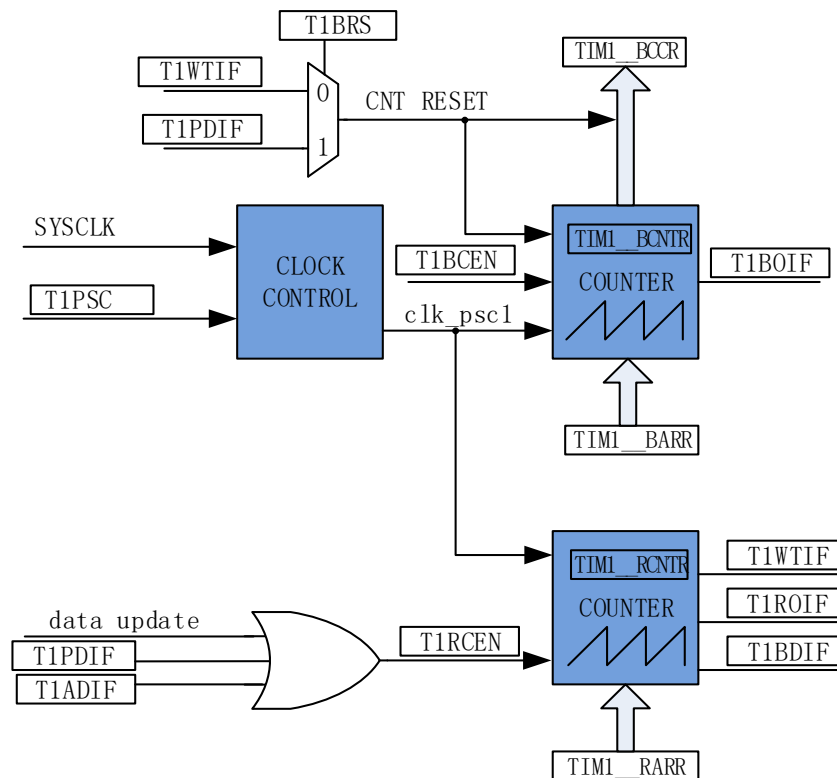 T1BRS
T1WTIF
TIM1__BCCR
0
CNT RESET
T1PDIF
1
SYSCLK
TIM1__BCNTR
T1BCEN
T1BOIF
CLOCK
CONTROL
COUNTER
T1PSC
clk_psc1
TIM1__BARR
TIM1__RCNTR
T1WTIF
COUNTER
T1ROIF
data update
T1RCEN
T1BDIF
T1PDIF
T1ADIF
TIM1__RARR